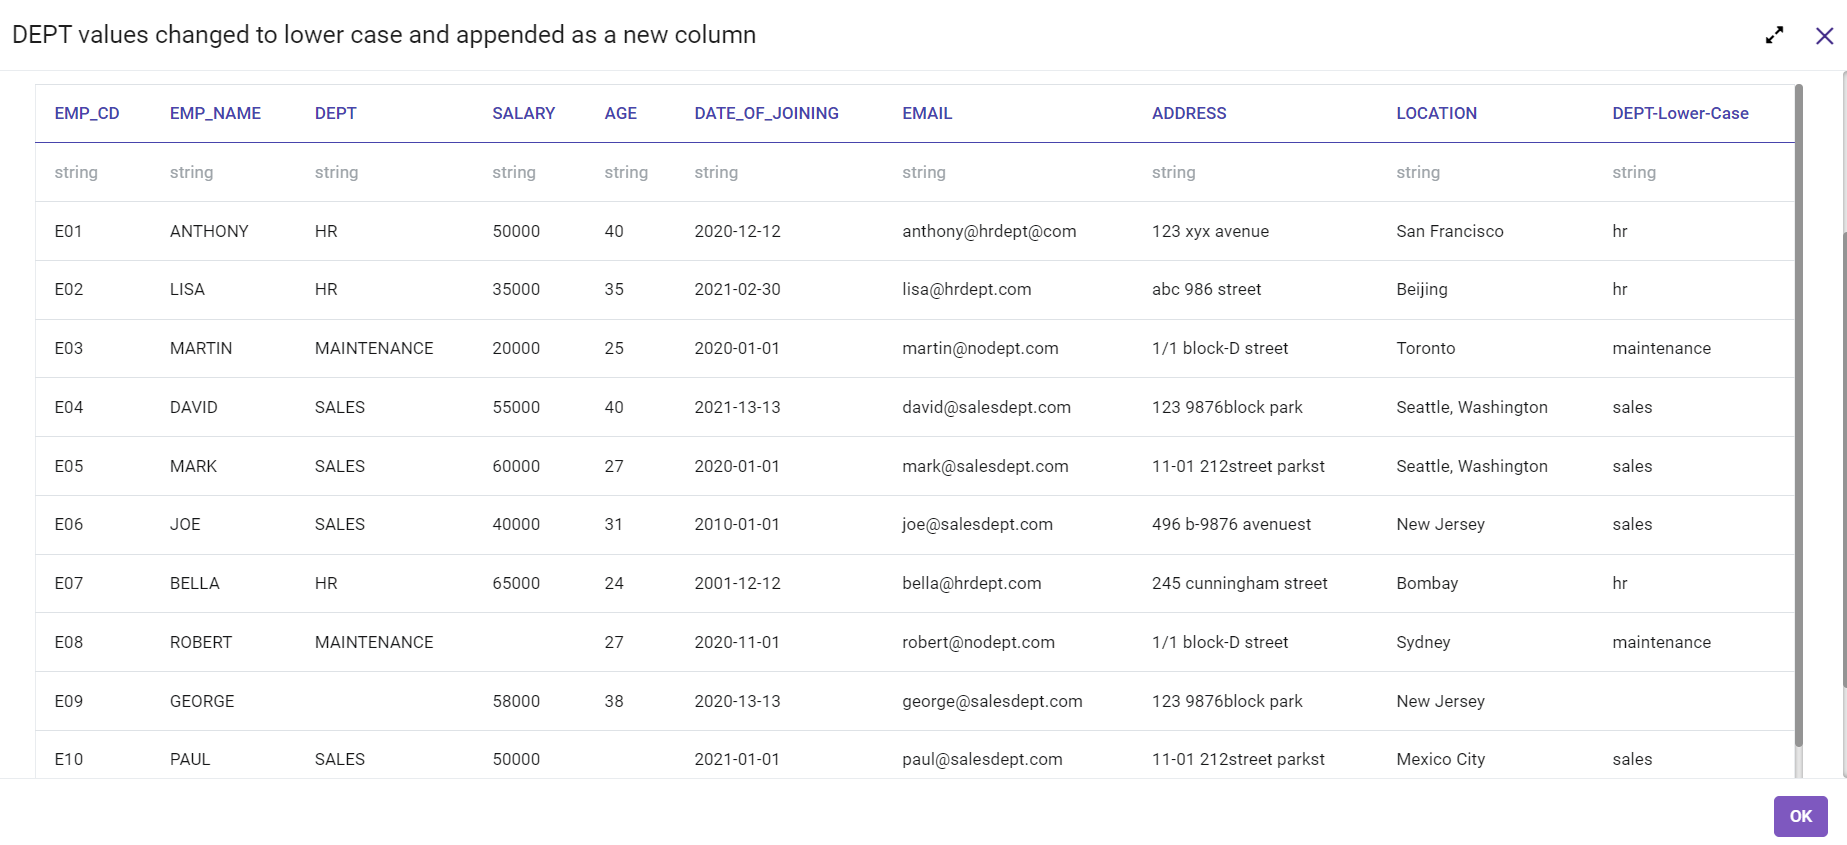 DEPT values changed to lower case and appended as a new column
EMP_CD EMP_NAME DEPT SALARY AGE DATE_OF_JOINING EMAIL ADDRESS LOCATION DEPT-Lower-Case
string string string string string string string string string string
E01 ANTHONY HR 50000 40 2020-12-12 anthony@hrdept@com 123 xyx avenue San Francisco hr
E02 LISA HR 35000 35 2021-02-30 lisa@hrdept.com abc 986 street Beijing hr
E03 MARTIN MAINTENANCE 20000 25 2020-01-01 martin@nodept.com 1/1 block-D street Toronto maintenance
E04 DAVID SALES 55000 40 2021-13-13 david@salesdept.com 123 9876block park Seattle, Washington sales
E05 MARK SALES 60000 27 2020-01-01 mark@salesdept.com 11-01 212street parkst Seattle, Washington sales
E06 JOE SALES 40000 31 2010-01-01 joe@salesdept.com 496 b-9876 avenuest New Jersey sales
E07 BELLA HR 65000 24 2001-12-12 bella@hrdept.com 245 cunningham street Bombay hr
E08 ROBERT MAINTENANCE 27 2020-11-01 robert@nodept.com 1/1 block-D street Sydney maintenance
E09 GEORGE 58000 38 2020-13-13 george@salesdept.com 123 9876block park New Jersey
E10 PAUL SALES 50000 2021-01-01 paul@salesdept.com 11-01 212street parkst Mexico City sales
OK